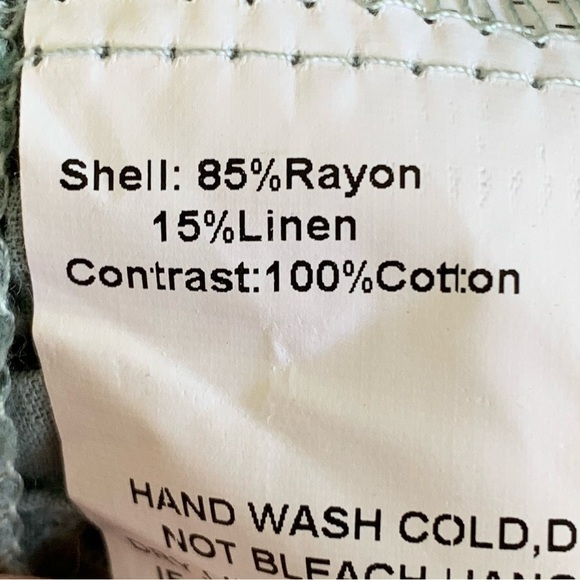 Shell: 85%Rayon
15%Linen
Contrast:100%Cotton
HAND WASH COLD,D
NOT BLEACH